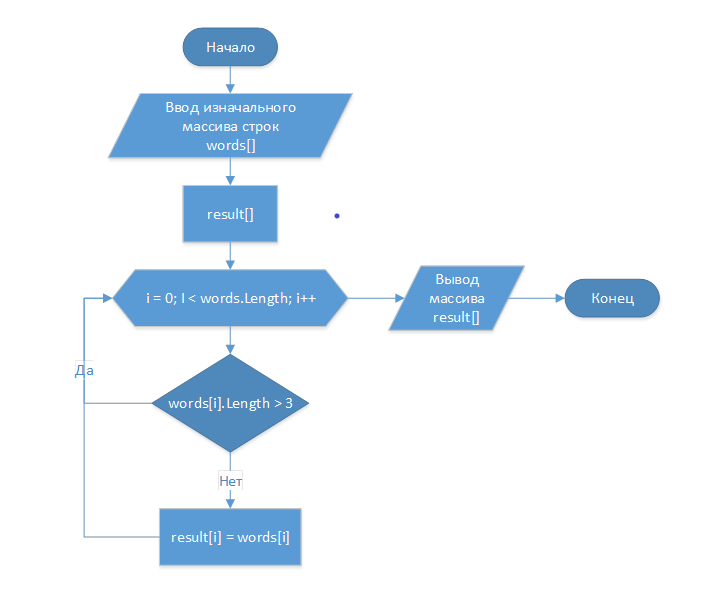 Начало
Ввод изначального
массива строк
words[]
result[]
i = 0; I < words.Length; i++
Вывод
массива
result[]
Конец
Да
words[i].Length > 3
Нет
result[i] = words[i]